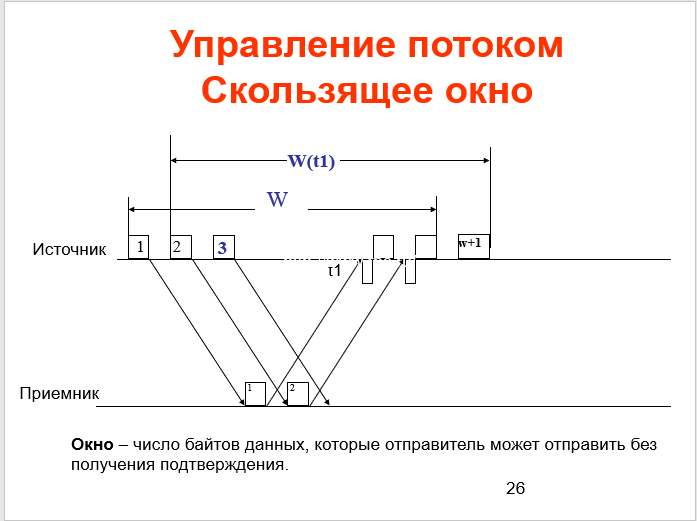 Управление потоком
Скользящее окно
W(t1)
W
Источник
1
2
3
w+1
t1
Приемник
1
2
Окно – число байтов данных, которые отправитель может отправить без
получения подтверждения.
26